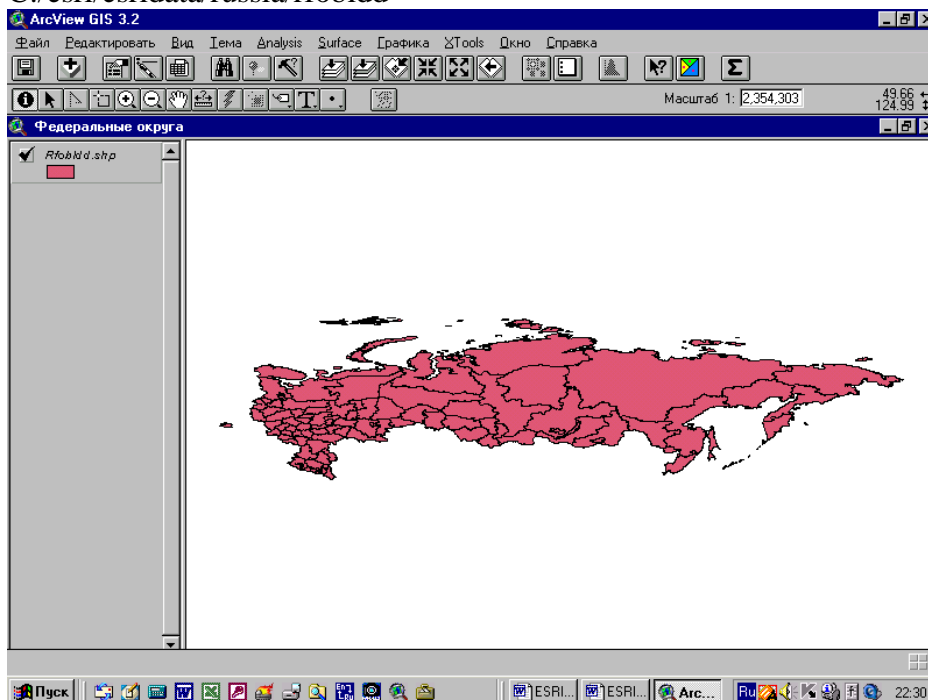 C:/esri/esridata/russia/rfobldd
ArcView GIS 3.2
Файл Редактировать Вид Тема Analysis Surface Графика XTools Окно Справка
Масштаб 1: 2,354,303
49.66
124.99
Федеральные округа
Rfobldd.shp
Пуск
ESRI...
ESRI...
Arc...
Ru
22:30